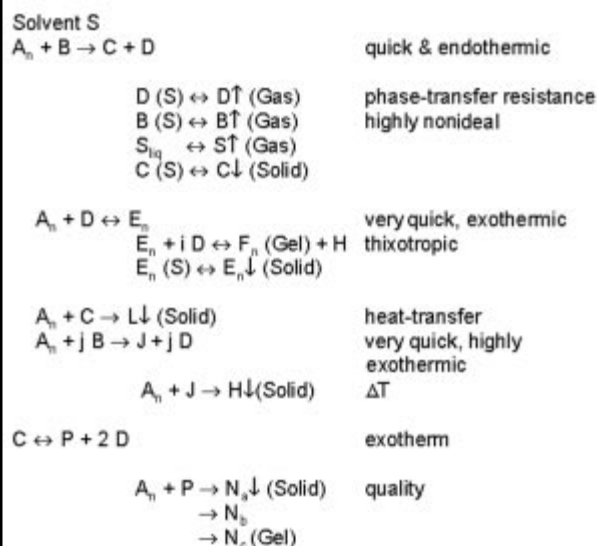 Solvent S
Aₙ + B → C + D quick & endothermic
D (S) ↔ D↑ (Gas) phase-transfer resistance
B (S) ↔ B↑ (Gas) highly nonideal
S_liq ↔ S↑ (Gas)
C (S) ↔ C↓ (Solid)
Aₙ + D ↔ Eₙ very quick, exothermic
Eₙ + i D ↔ Fₙ (Gel) + H thixotropic
Eₙ (S) ↔ Eₙ↓ (Solid)
Aₙ + C → L↓ (Solid) heat-transfer
Aₙ + j B → J + j D very quick, highly
exothermic
Aₙ + J → H↓(Solid) ΔT
C ↔ P + 2 D exotherm
Aₙ + P → Nₐ↓ (Solid) quality
→ N_b
→ N_c (Gel)